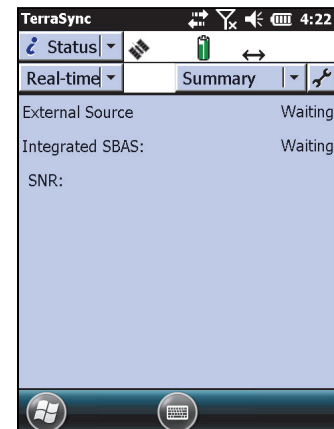 TerraSync 4:22
Status
Real-time Summary
External Source Waiting
Integrated SBAS: Waiting
SNR: